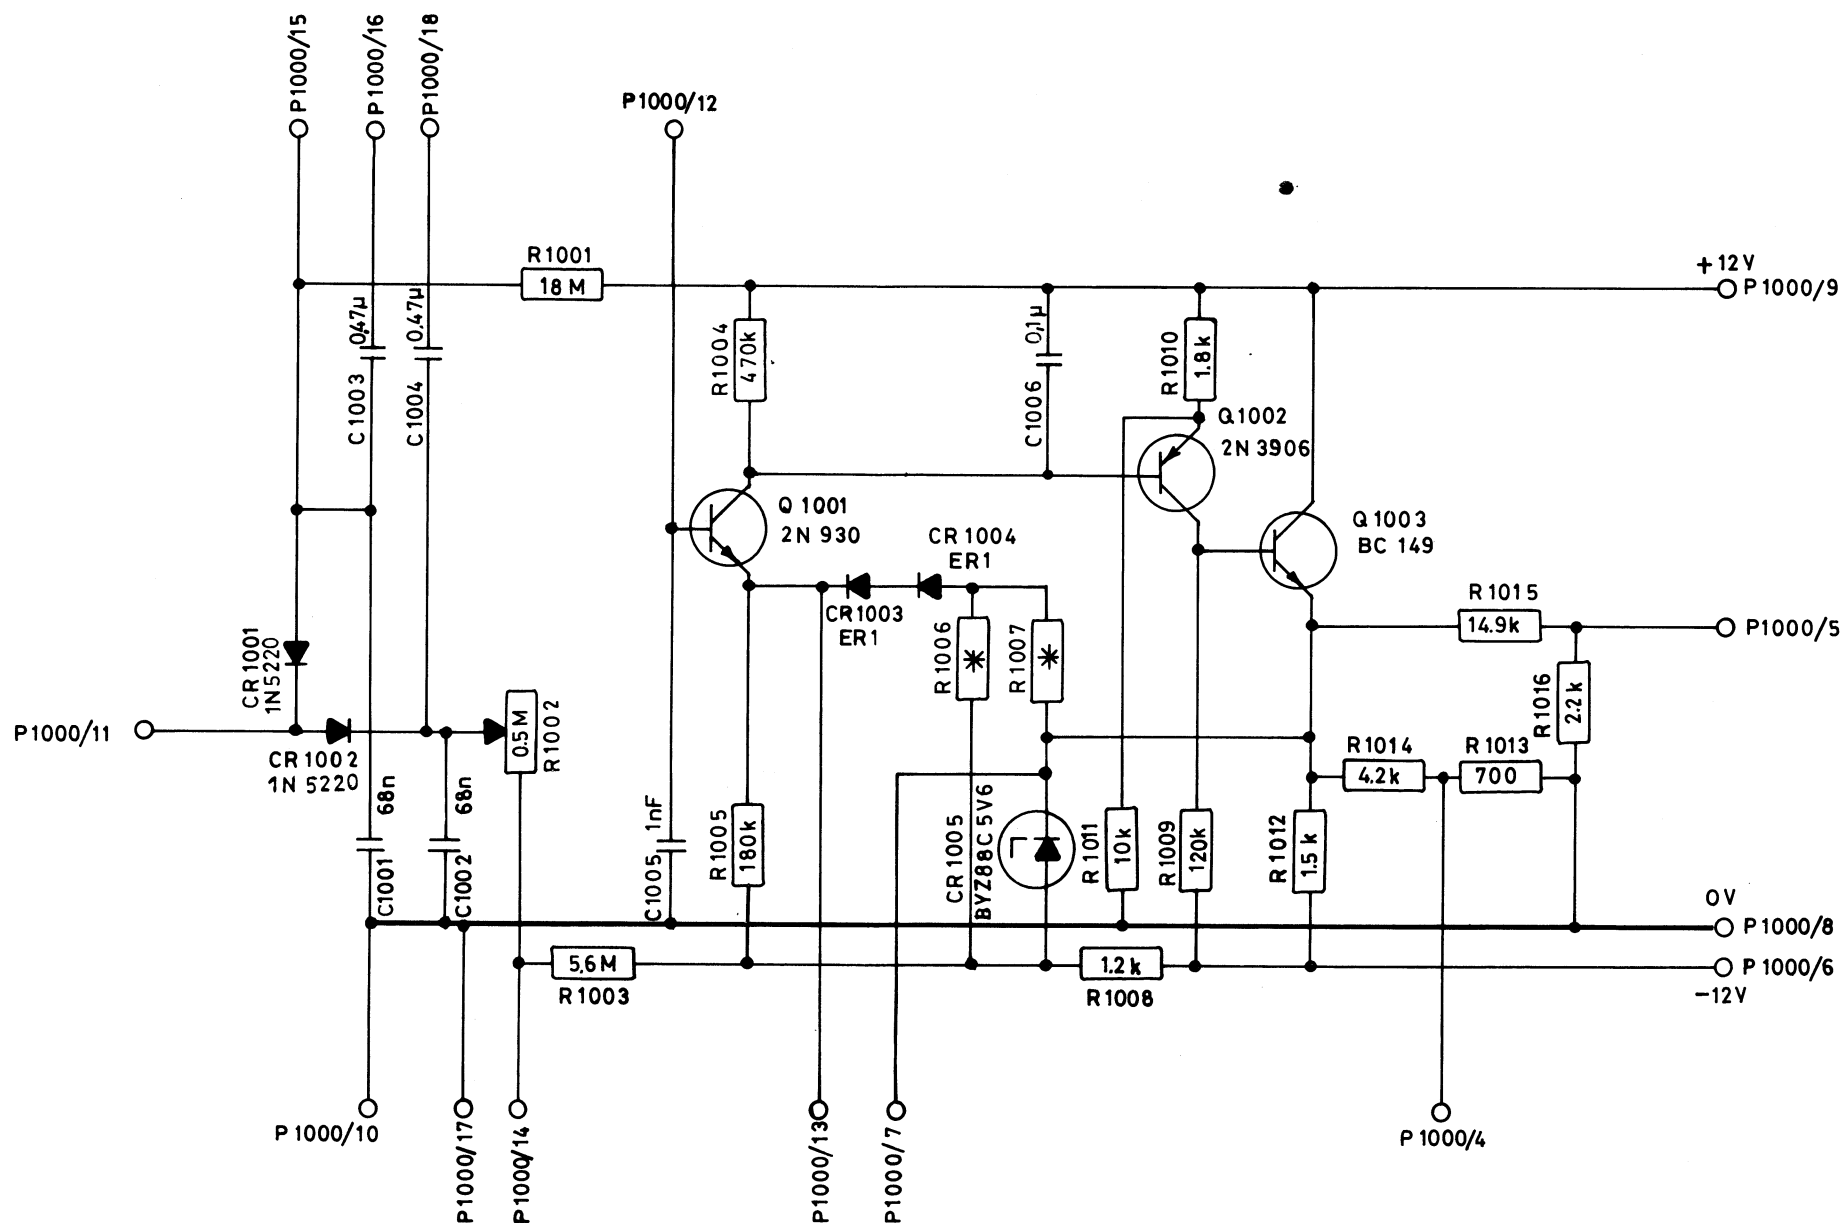 P1000/15
P1000/16
P1000/18
P1000/12
R1001
18 M
+12V
P1000/9
0,47µ
0.47µ
C1003
C1004
R1004
470k
0,1µ
C1006
R1010
1.8k
Q1002
2N 3906
Q 1001
2N 930
Q1003
BC 149
CR1004
ER1
CR1003
ER1
R1015
14.9k
P1000/5
CR1001
1N5220
R1006
*
R1007
*
R1016
2.2k
P1000/11
CR1002
1N 5220
0.5M
R1002
R1014
4.2k
R1013
700
68n
C1001
68n
C1002
1nF
C1005
R1005
180k
CR1005
BYZ88C5V6
R1011
10k
R1009
120k
R1012
1.5k
0V
P1000/8
5,6M
R1003
1.2k
R1008
P1000/6
-12V
P1000/10
P1000/17
P1000/14
P1000/13
P1000/7
P1000/4